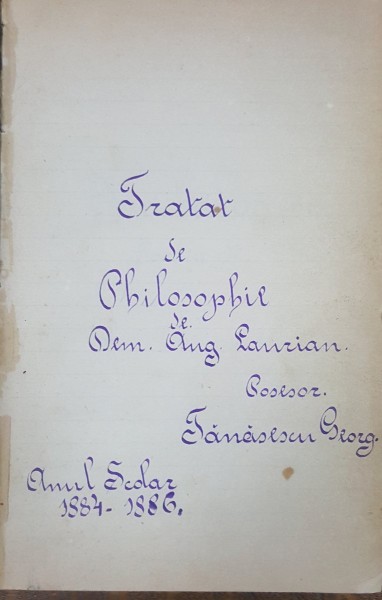 Tratat
de
Philosophie
de
Dem. Aug. Laurian.
Posesor.
Tănăsescu Georg.
Anul Scolar
1884-1886.